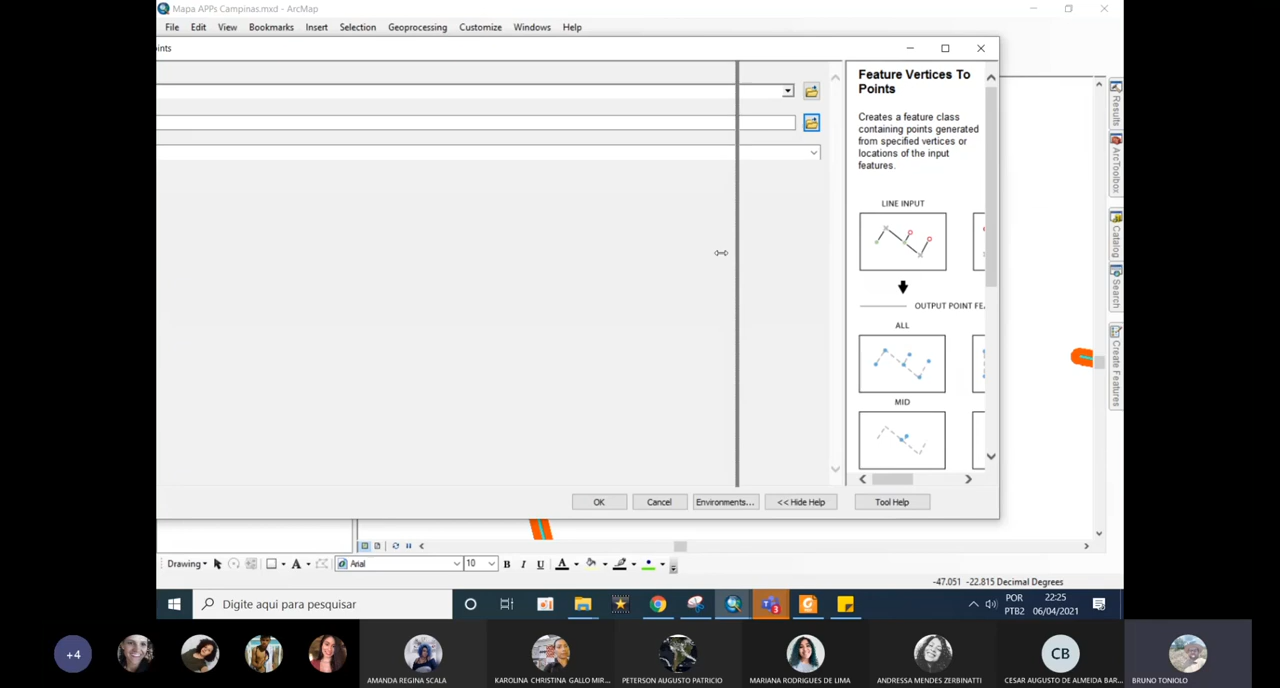 Mapa APPs Campinas.mxd - ArcMap
File Edit View Bookmarks Insert Selection Geoprocessing Customize Windows Help
oints
Feature Vertices To
Points
Creates a feature class
containing points generated
from specified vertices or
locations of the input
features.
LINE INPUT
OUTPUT POINT FE
ALL
MID
OK Cancel Environments... << Hide Help Tool Help
Results
ArcToolbox
Catalog
Search
Create Features
Drawing A Arial 10 B I U A
-47.051 -22.815 Decimal Degrees
Digite aqui para pesquisar
3
POR
PTB2
22:25
06/04/2021
+4
CB
AMANDA REGINA SCALA
KAROLINA CHRISTINA GALLO MIR...
PETERSON AUGUSTO PATRICIO
MARIANA RODRIGUES DE LIMA
ANDRESSA MENDES ZERBINATTI
CESAR AUGUSTO DE ALMEIDA BAR...
BRUNO TONIOLO